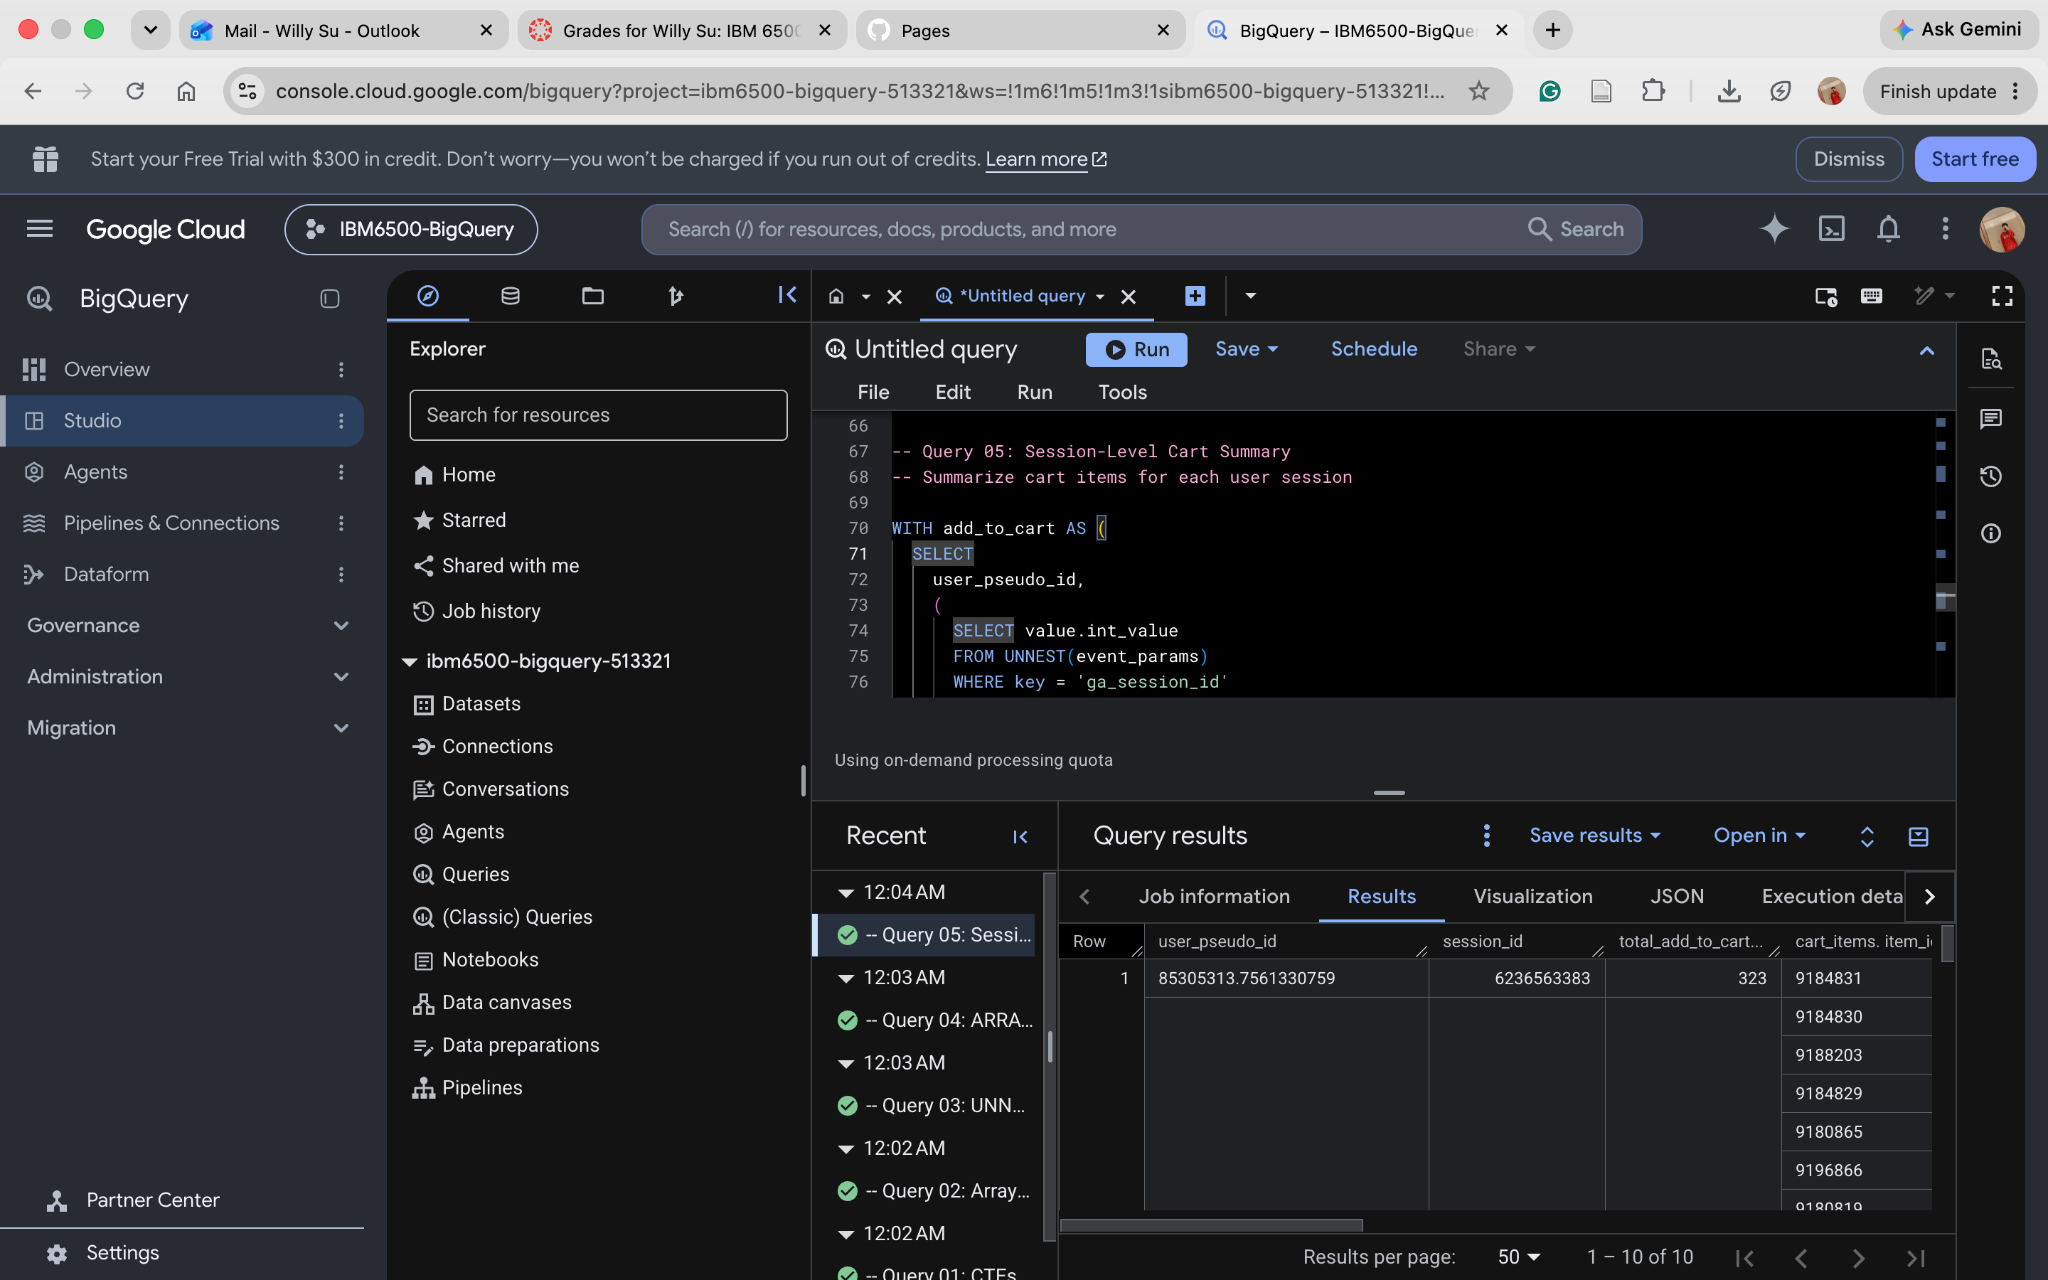 Mail - Willy Su - Outlook
Grades for Willy Su: IBM 650
Pages
BigQuery – IBM6500-BigQue
Ask Gemini
console.cloud.google.com/bigquery?project=ibm6500-bigquery-513321&ws=!1m6!1m5!1m3!1sibm6500-bigquery-513321!...
Finish update
Start your Free Trial with $300 in credit. Don't worry—you won't be charged if you run out of credits. Learn more
Dismiss
Start free
Google Cloud
IBM6500-BigQuery
Search (/) for resources, docs, products, and more
Search
BigQuery
Overview
Studio
Agents
Pipelines & Connections
Dataform
Governance
Administration
Migration
Partner Center
Settings
Explorer
Search for resources
Home
Starred
Shared with me
Job history
ibm6500-bigquery-513321
Datasets
Connections
Conversations
Agents
Queries
(Classic) Queries
Notebooks
Data canvases
Data preparations
Pipelines
*Untitled query
Untitled query
Run
Save
Schedule
Share
File Edit Run Tools
66
67 -- Query 05: Session-Level Cart Summary
68 -- Summarize cart items for each user session
69
70 WITH add_to_cart AS (
71 SELECT
72 user_pseudo_id,
73 (
74 SELECT value.int_value
75 FROM UNNEST(event_params)
76 WHERE key = 'ga_session_id'
Using on-demand processing quota
Recent
12:04 AM
-- Query 05: Sessi...
12:03 AM
-- Query 04: ARRA...
12:03 AM
-- Query 03: UNN...
12:02 AM
-- Query 02: Array...
12:02 AM
-- Query 01: CTEs
Query results
Save results
Open in
Job information
Results
Visualization
JSON
Execution deta
Row user_pseudo_id session_id total_add_to_cart... cart_items. item_i
1 85305313.7561330759 6236563383 323 9184831
9184830
9188203
9184829
9180865
9196866
9180819
Results per page: 50 1 – 10 of 10